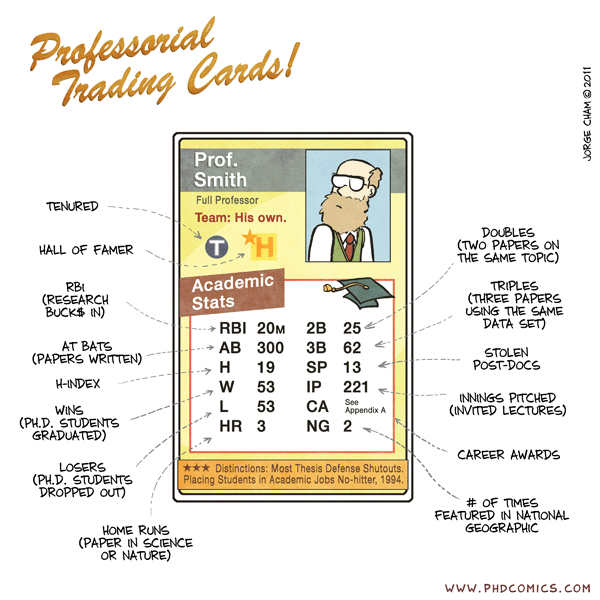 Professorial
Trading Cards!
JORGE CHAM © 2011
Prof.
Smith
Full Professor
Team: His own.
T
H
Academic
Stats
RBI 20M 2B 25
AB 300 3B 62
H 19 SP 13
W 53 IP 221
L 53 CA See Appendix A
HR 3 NG 2
★★★ Distinctions: Most Thesis Defense Shutouts.
Placing Students in Academic Jobs No-hitter, 1994.
TENURED
HALL OF FAMER
RBI
(RESEARCH
BUCK$ IN)
AT BATS
(PAPERS WRITTEN)
H-INDEX
WINS
(PH.D. STUDENTS
GRADUATED)
LOSERS
(PH.D. STUDENTS
DROPPED OUT)
HOME RUNS
(PAPER IN SCIENCE
OR NATURE)
DOUBLES
(TWO PAPERS ON
THE SAME TOPIC)
TRIPLES
(THREE PAPERS
USING THE SAME
DATA SET)
STOLEN
POST-DOCS
INNINGS PITCHED
(INVITED LECTURES)
CAREER AWARDS
# OF TIMES
FEATURED IN NATIONAL
GEOGRAPHIC
WWW.PHDCOMICS.COM